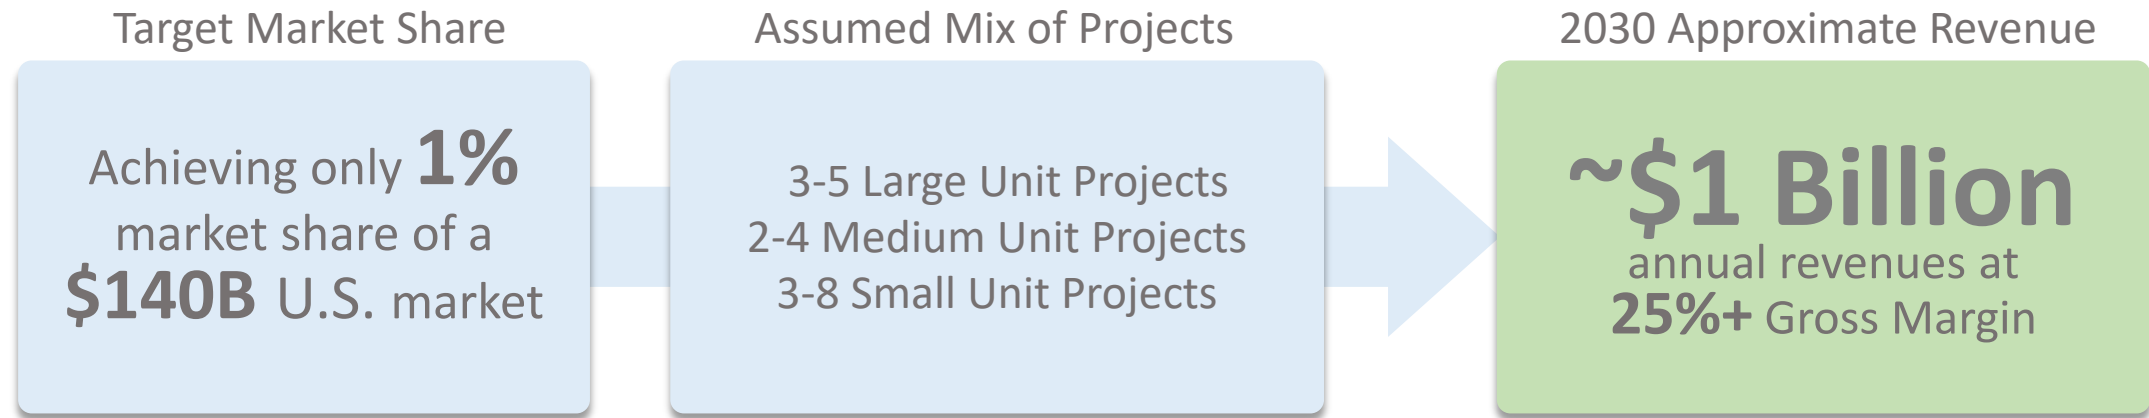 Target Market Share
Achieving only 1%
market share of a
$140B U.S. market
Assumed Mix of Projects
3-5 Large Unit Projects
2-4 Medium Unit Projects
3-8 Small Unit Projects
2030 Approximate Revenue
~$1 Billion
annual revenues at
25%+ Gross Margin